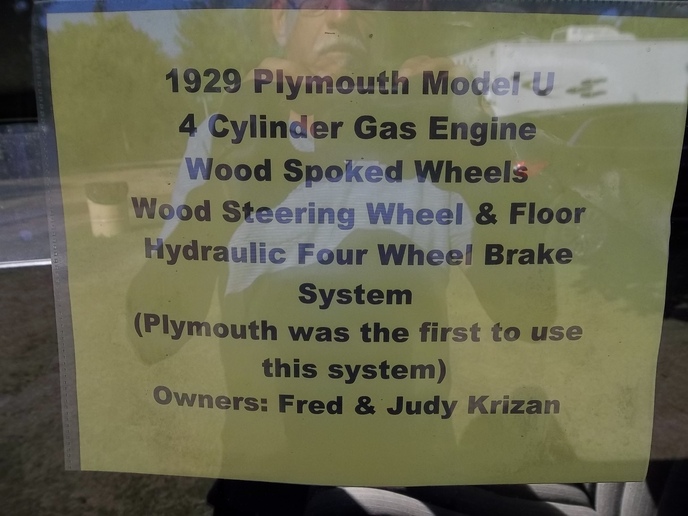 1929 Plymouth Model U
4 Cylinder Gas Engine
Wood Spoked Wheels
Wood Steering Wheel & Floor
Hydraulic Four Wheel Brake
System
(Plymouth was the first to use
this system)
Owners: Fred & Judy Krizan